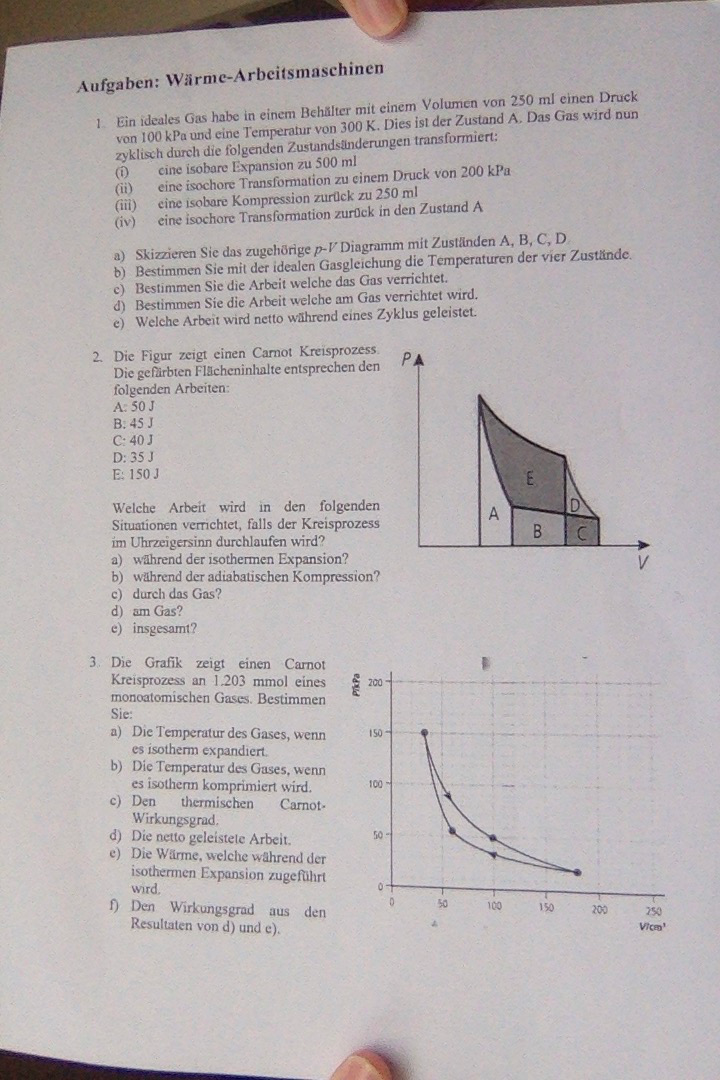 Aufgaben: Wärme-Arbeitsmaschinen
1. Ein ideales Gas habe in einem Behälter mit einem Volumen von 250 ml einen Druck
von 100 kPa und eine Temperatur von 300 K. Dies ist der Zustand A. Das Gas wird nun
zyklisch durch die folgenden Zustandsänderungen transformiert:
(i) eine isobare Expansion zu 500 ml
(ii) eine isochore Transformation zu einem Druck von 200 kPa
(iii) eine isobare Kompression zurück zu 250 ml
(iv) eine isochore Transformation zurück in den Zustand A
a) Skizzieren Sie das zugehörige p-V Diagramm mit Zuständen A, B, C, D.
b) Bestimmen Sie mit der idealen Gasgleichung die Temperaturen der vier Zustände.
c) Bestimmen Sie die Arbeit welche das Gas verrichtet.
d) Bestimmen Sie die Arbeit welche am Gas verrichtet wird.
e) Welche Arbeit wird netto während eines Zyklus geleistet.
2. Die Figur zeigt einen Carnot Kreisprozess.
Die gefärbten Flächeninhalte entsprechen den
folgenden Arbeiten:
A: 50 J
B: 45 J
C: 40 J
D: 35 J
E: 150 J
Welche Arbeit wird in den folgenden
Situationen verrichtet, falls der Kreisprozess
im Uhrzeigersinn durchlaufen wird?
a) während der isothermen Expansion?
b) während der adiabatischen Kompression?
c) durch das Gas?
d) am Gas?
e) insgesamt?
P
E
A
D
B
C
V
3. Die Grafik zeigt einen Carnot
Kreisprozess an 1.203 mmol eines
monoatomischen Gases. Bestimmen
Sie:
a) Die Temperatur des Gases, wenn
es isotherm expandiert.
b) Die Temperatur des Gases, wenn
es isotherm komprimiert wird.
c) Den thermischen Carnot-
Wirkungsgrad.
d) Die netto geleistete Arbeit.
e) Die Wärme, welche während der
isothermen Expansion zugeführt
wird.
f) Den Wirkungsgrad aus den
Resultaten von d) und e).
P/kPa
200
150
100
50
0
0 50 100 150 200 250
V/cm³